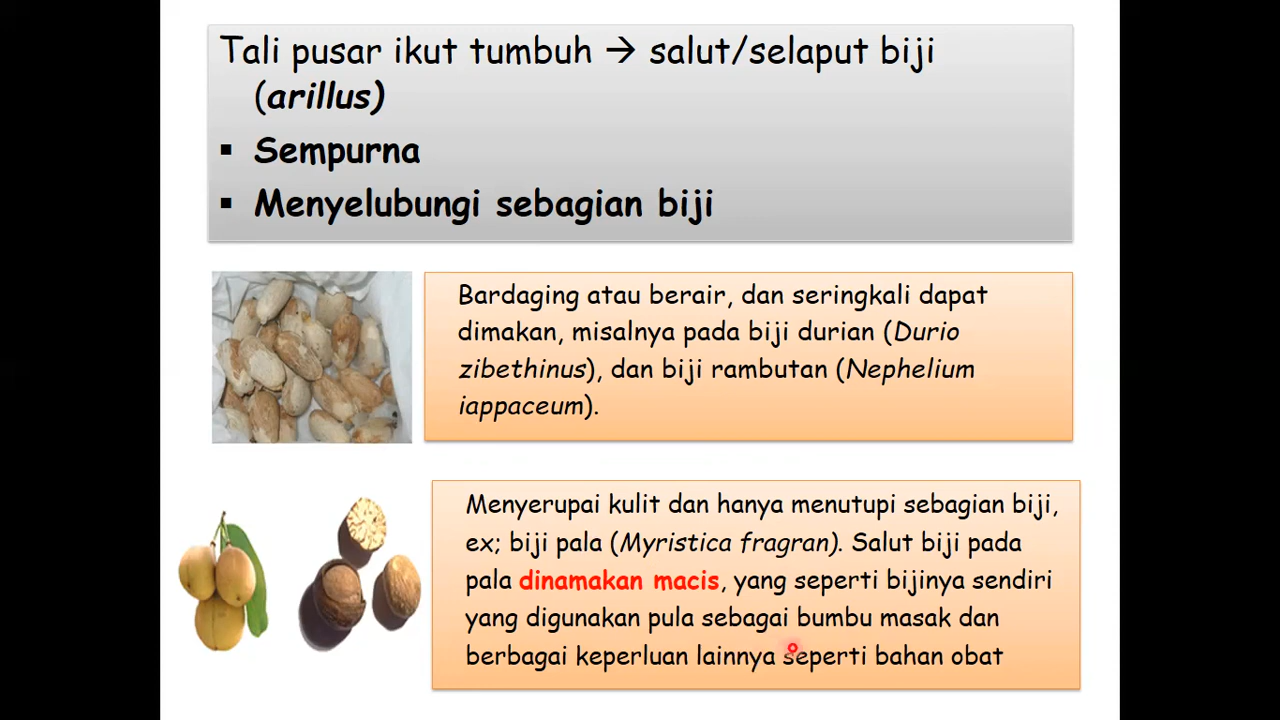 Tali pusar ikut tumbuh → salut/selaput biji
(arillus)
▪ Sempurna
▪ Menyelubungi sebagian biji
Bardaging atau berair, dan seringkali dapat
dimakan, misalnya pada biji durian (Durio
zibethinus), dan biji rambutan (Nephelium
iappaceum).
Menyerupai kulit dan hanya menutupi sebagian biji,
ex; biji pala (Myristica fragran). Salut biji pada
pala dinamakan macis, yang seperti bijinya sendiri
yang digunakan pula sebagai bumbu masak dan
berbagai keperluan lainnya seperti bahan obat